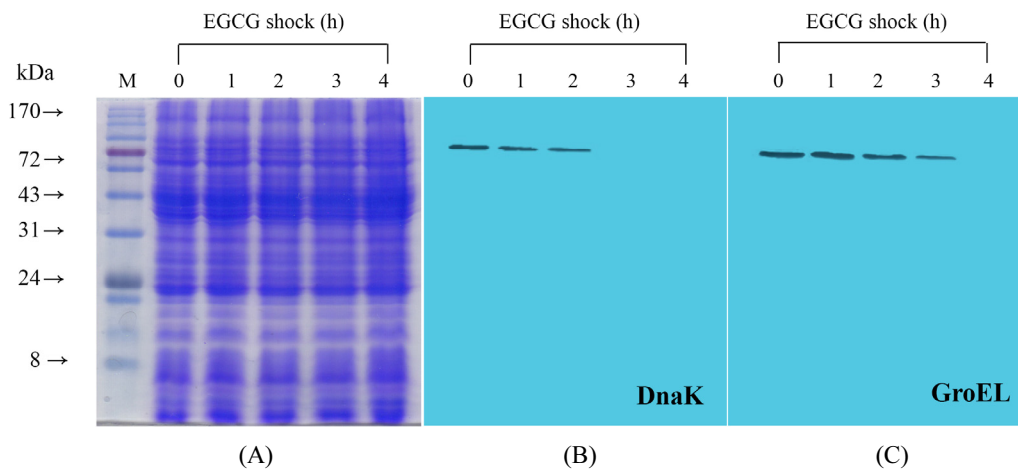 EGCG shock (h) EGCG shock (h) EGCG shock (h)
kDa M 0 1 2 3 4 0 1 2 3 4 0 1 2 3 4
170→
72→
43→
31→
24→
8→
DnaK GroEL
(A) (B) (C)